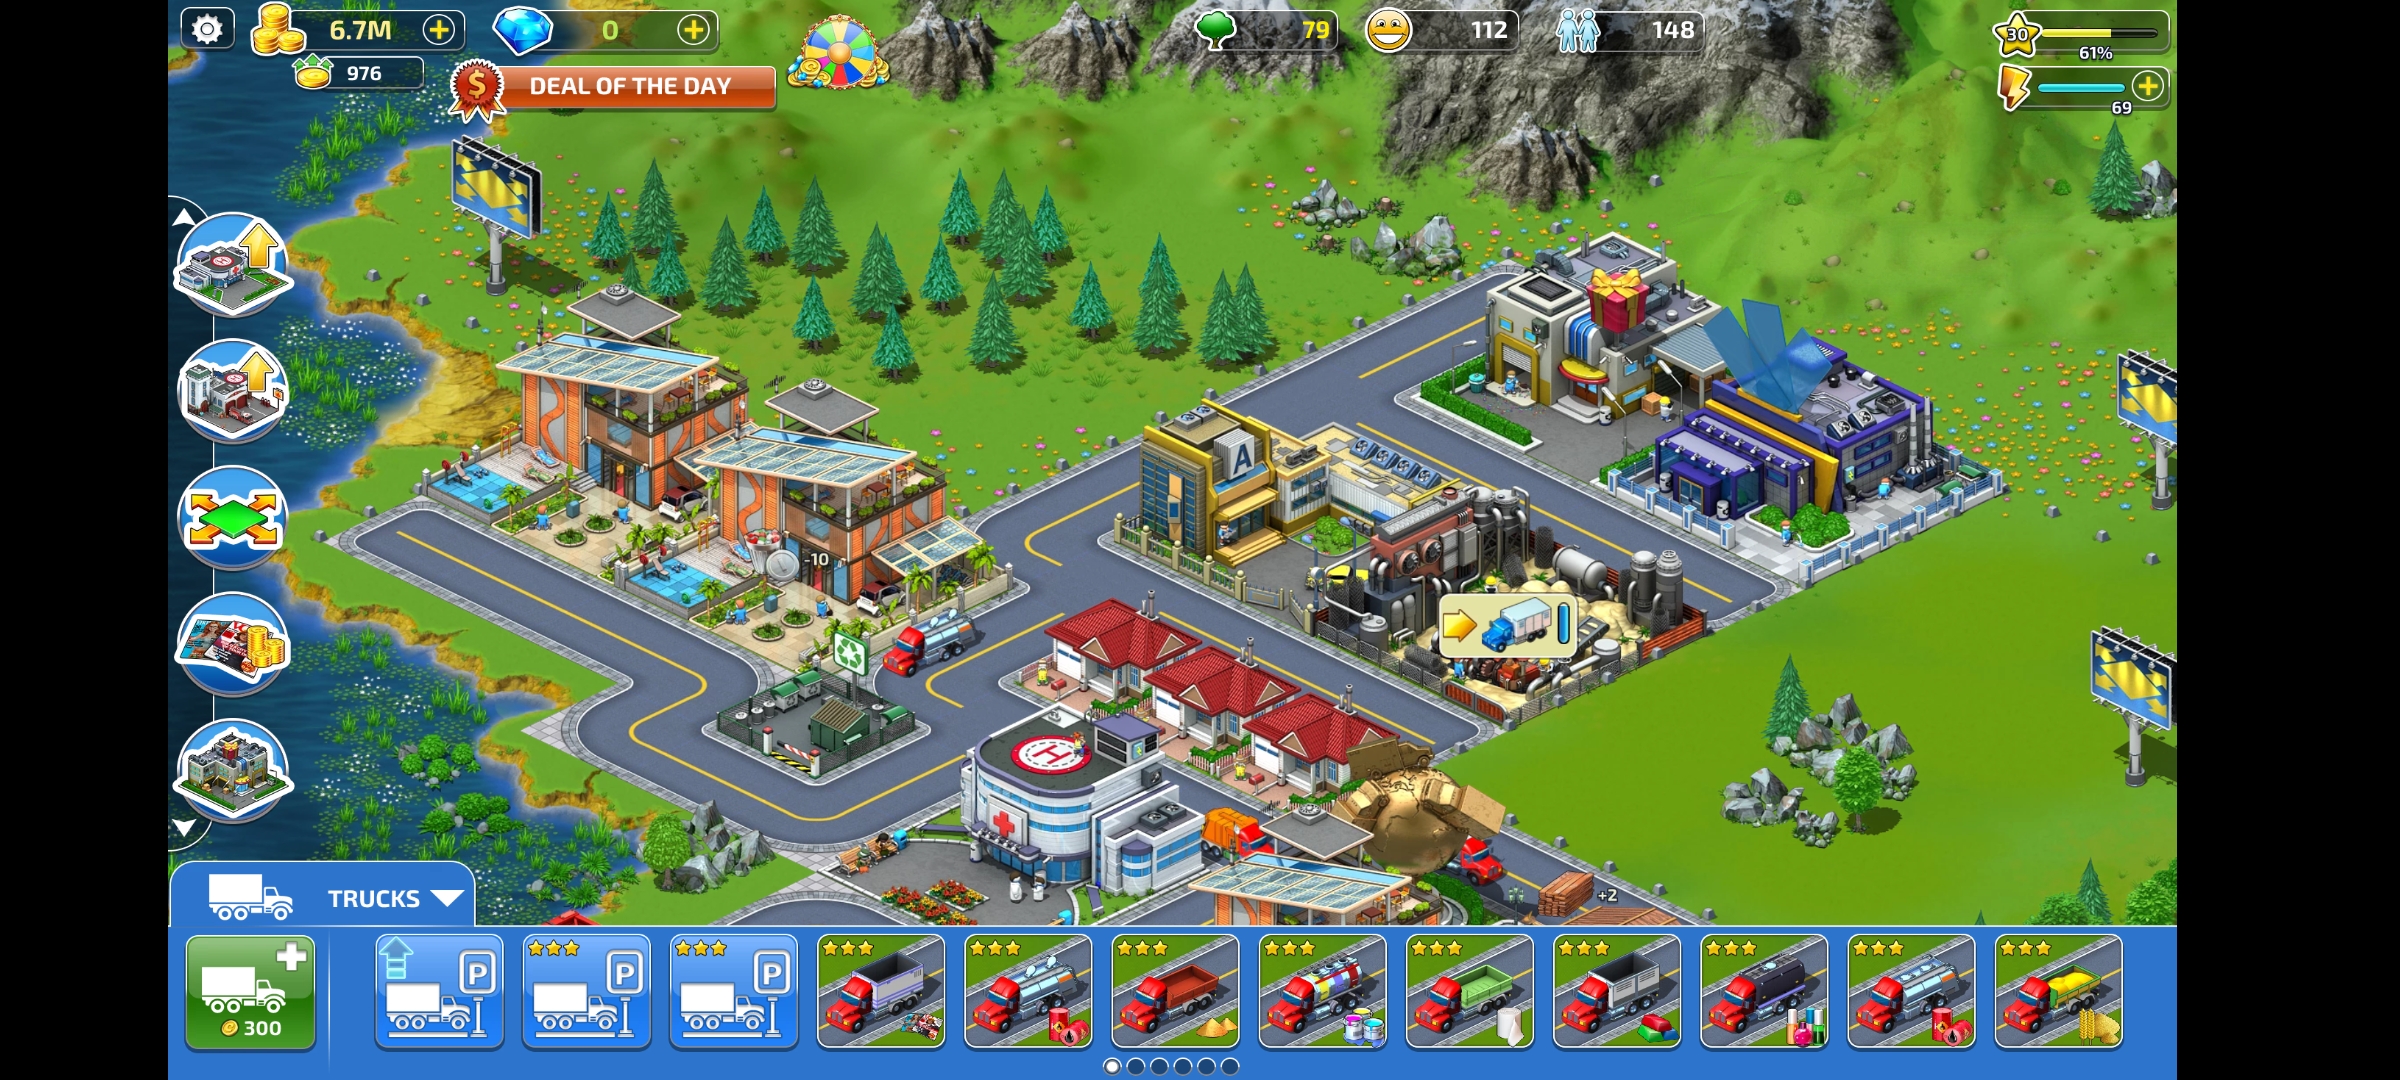 6.7M
0
79
112
148
30
61%
976
DEAL OF THE DAY
$
69
A
-10
H
+2
TRUCKS
300
P
P
P